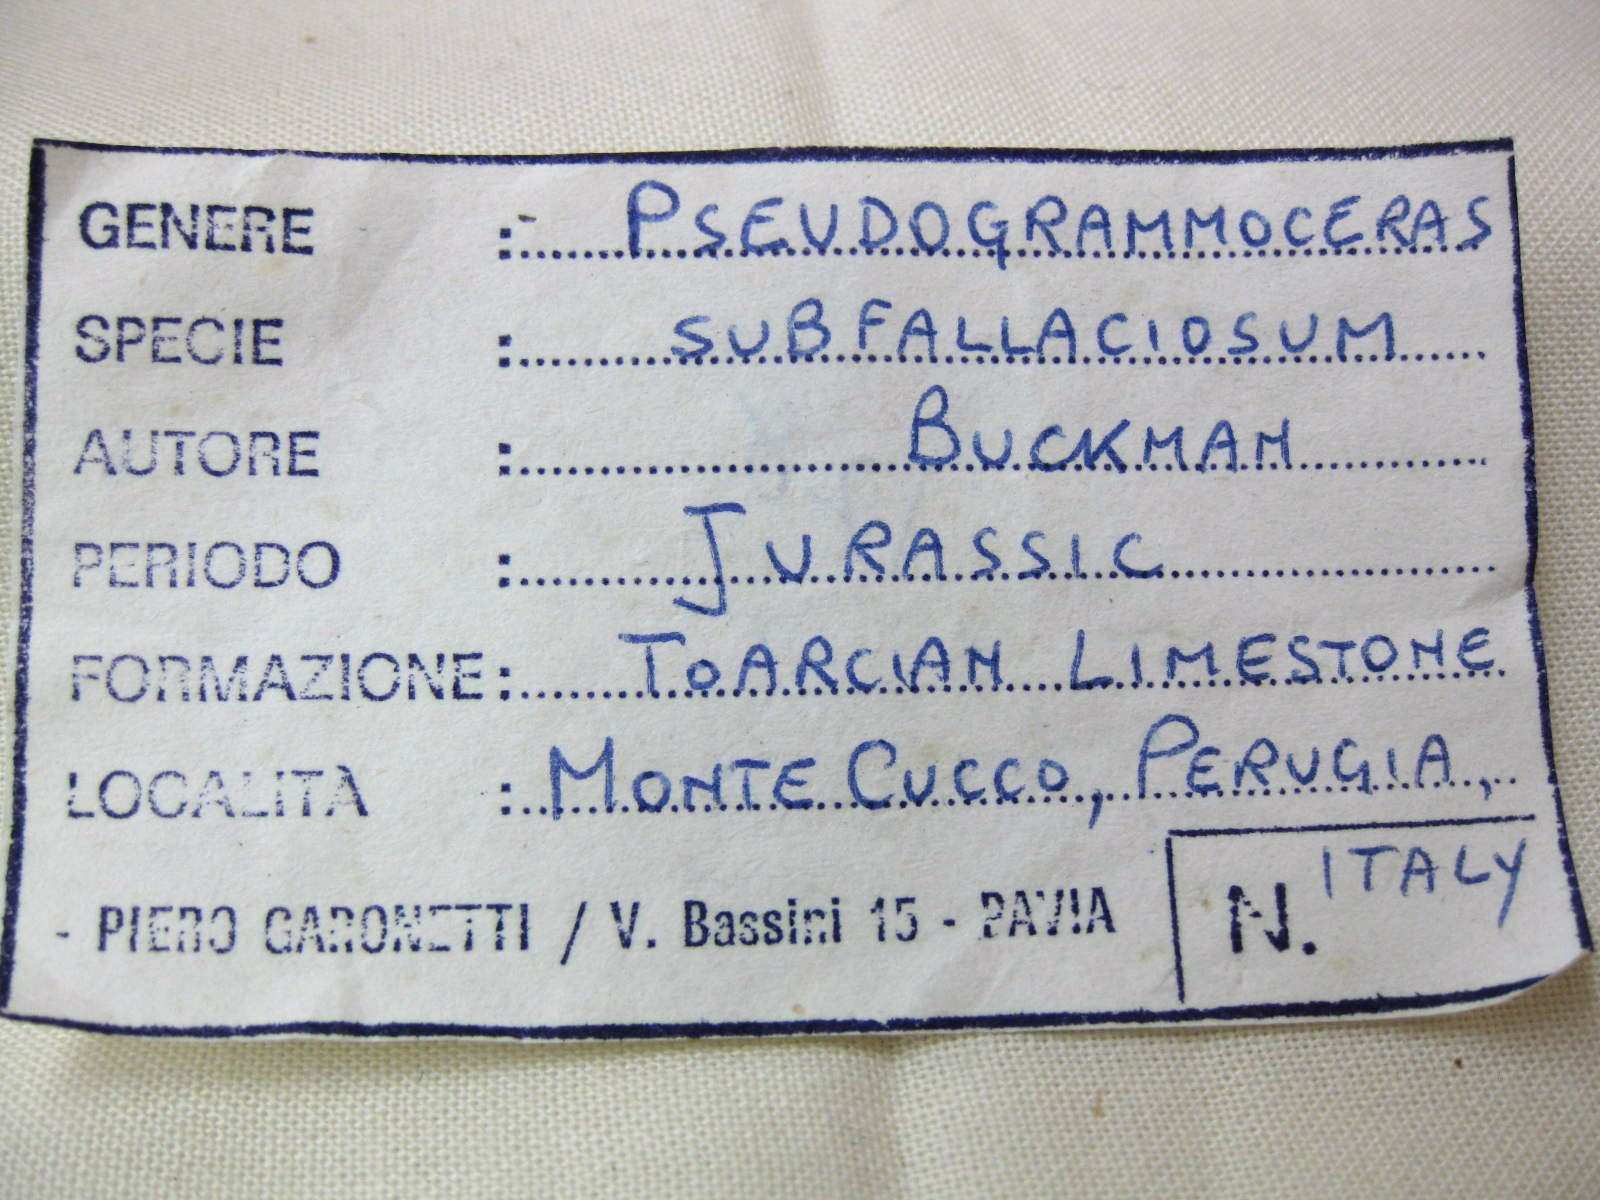 GENERE : PSEUDOGRAMMOCERAS
SPECIE : SUBFALLACIOSUM
AUTORE : BUCKMAN
PERIODO : JURASSIC
FORMAZIONE : TOARCIAN LIMESTONE
LOCALITÀ : MONTE CUCCO, PERUGIA,
ITALY
- PIERO GARONETTI / V. Bassini 15 - PAVIA N.